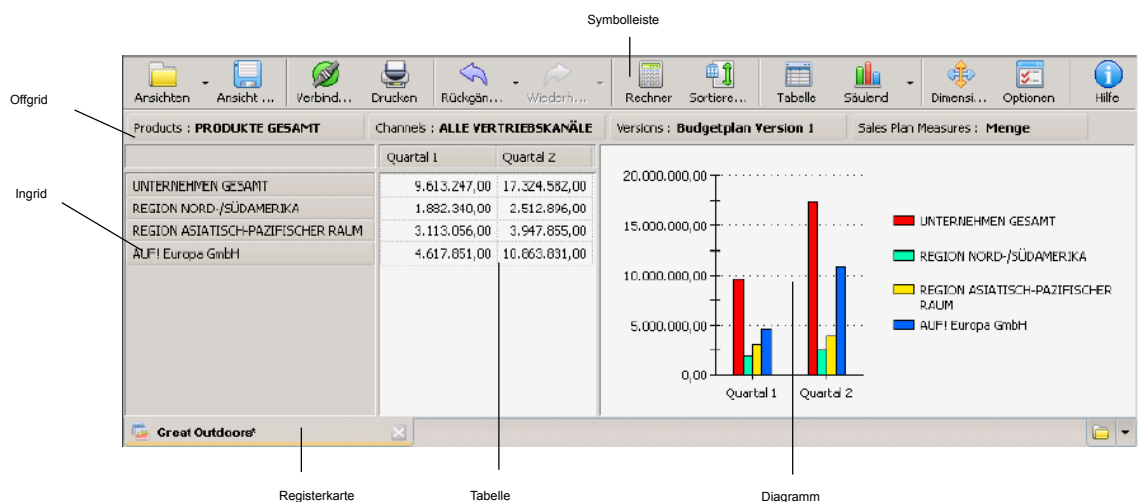 Symbolleiste
Ansichten Ansicht ... Verbind... Drucken Rückgän... Wiederh... Rechner Sortiere... Tabelle Säulend Dimensi... Optionen Hilfe
Offgrid
Products : PRODUKTE GESAMT Channels : ALLE VERTRIEBSKANÄLE Versions : Budgetplan Version 1 Sales Plan Measures : Menge
Quartal 1 Quartal 2
Ingrid
UNTERNEHMEN GESAMT 9.613.247,00 17.324.582,00
REGION NORD-/SÜDAMERIKA 1.882.340,00 2.512.896,00
REGION ASIATISCH-PAZIFISCHER RAUM 3.113.056,00 3.947.855,00
AUF! Europa GmbH 4.617.851,00 10.863.831,00
20.000.000,00
15.000.000,00
10.000.000,00
5.000.000,00
0,00
Quartal 1 Quartal 2
UNTERNEHMEN GESAMT
REGION NORD-/SÜDAMERIKA
REGION ASIATISCH-PAZIFISCHER
RAUM
AUF! Europa GmbH
Great Outdoors*
Registerkarte Tabelle Diagramm